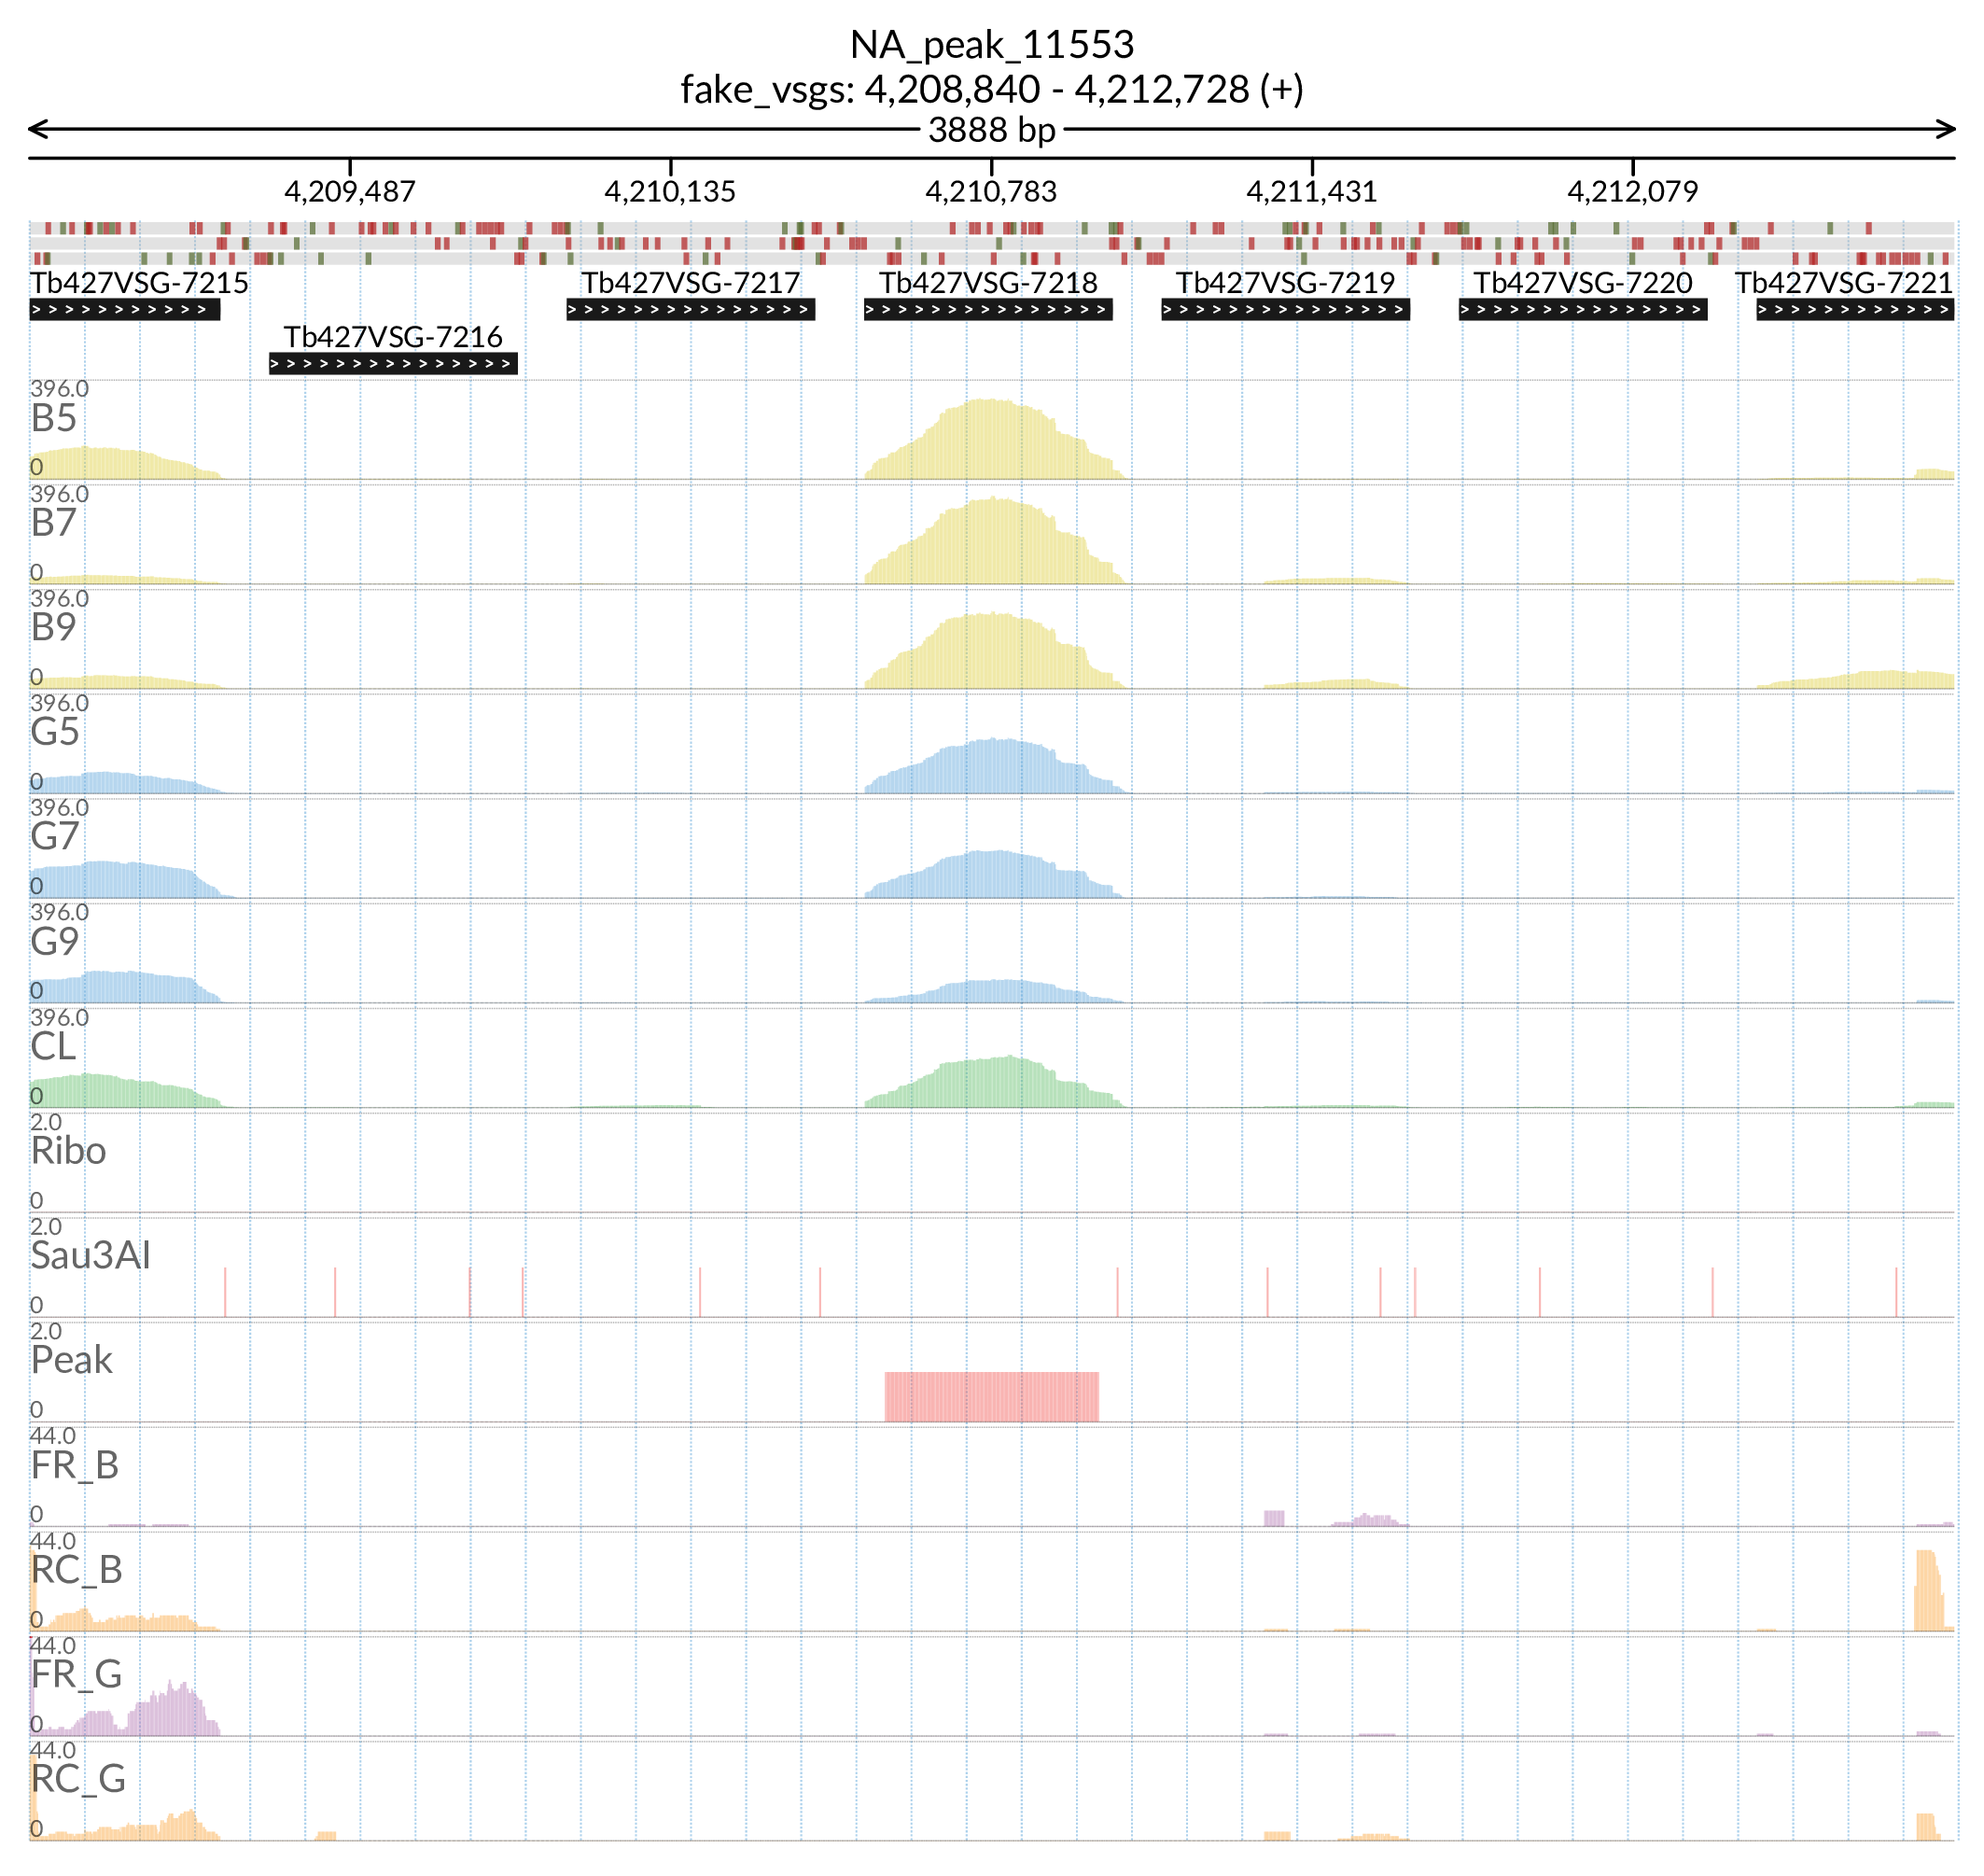 NA_peak_11553
fake_vsgs: 4,208,840 - 4,212,728 (+)
3888 bp
4,209,487 4,210,135 4,210,783 4,211,431 4,212,079
Tb427VSG-7215 Tb427VSG-7217 Tb427VSG-7218 Tb427VSG-7219 Tb427VSG-7220 Tb427VSG-7221
Tb427VSG-7216
396.0
B5
0
396.0
B7
0
396.0
B9
0
396.0
G5
0
396.0
G7
0
396.0
G9
0
396.0
CL
0
2.0
Ribo
0
2.0
Sau3AI
0
2.0
Peak
0
44.0
FR_B
0
44.0
RC_B
0
44.0
FR_G
0
44.0
RC_G
0